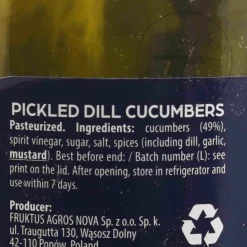 PICKLED DILL CUCUMBERS
Pasteurized. Ingredients: cucumbers (49%),
spirit vinegar, sugar, salt, spices (including dill, garlic,
mustard). Best before end: / Batch number (L): see
print on the lid. After opening, store in refrigerator and
use within 7 days.
Producer:
FRUKTUS AGROS NOVA Sp. z o.o. Sp. k.
ul. Traugutta 130, Wąsosz Dolny
42-110 Popów, Poland